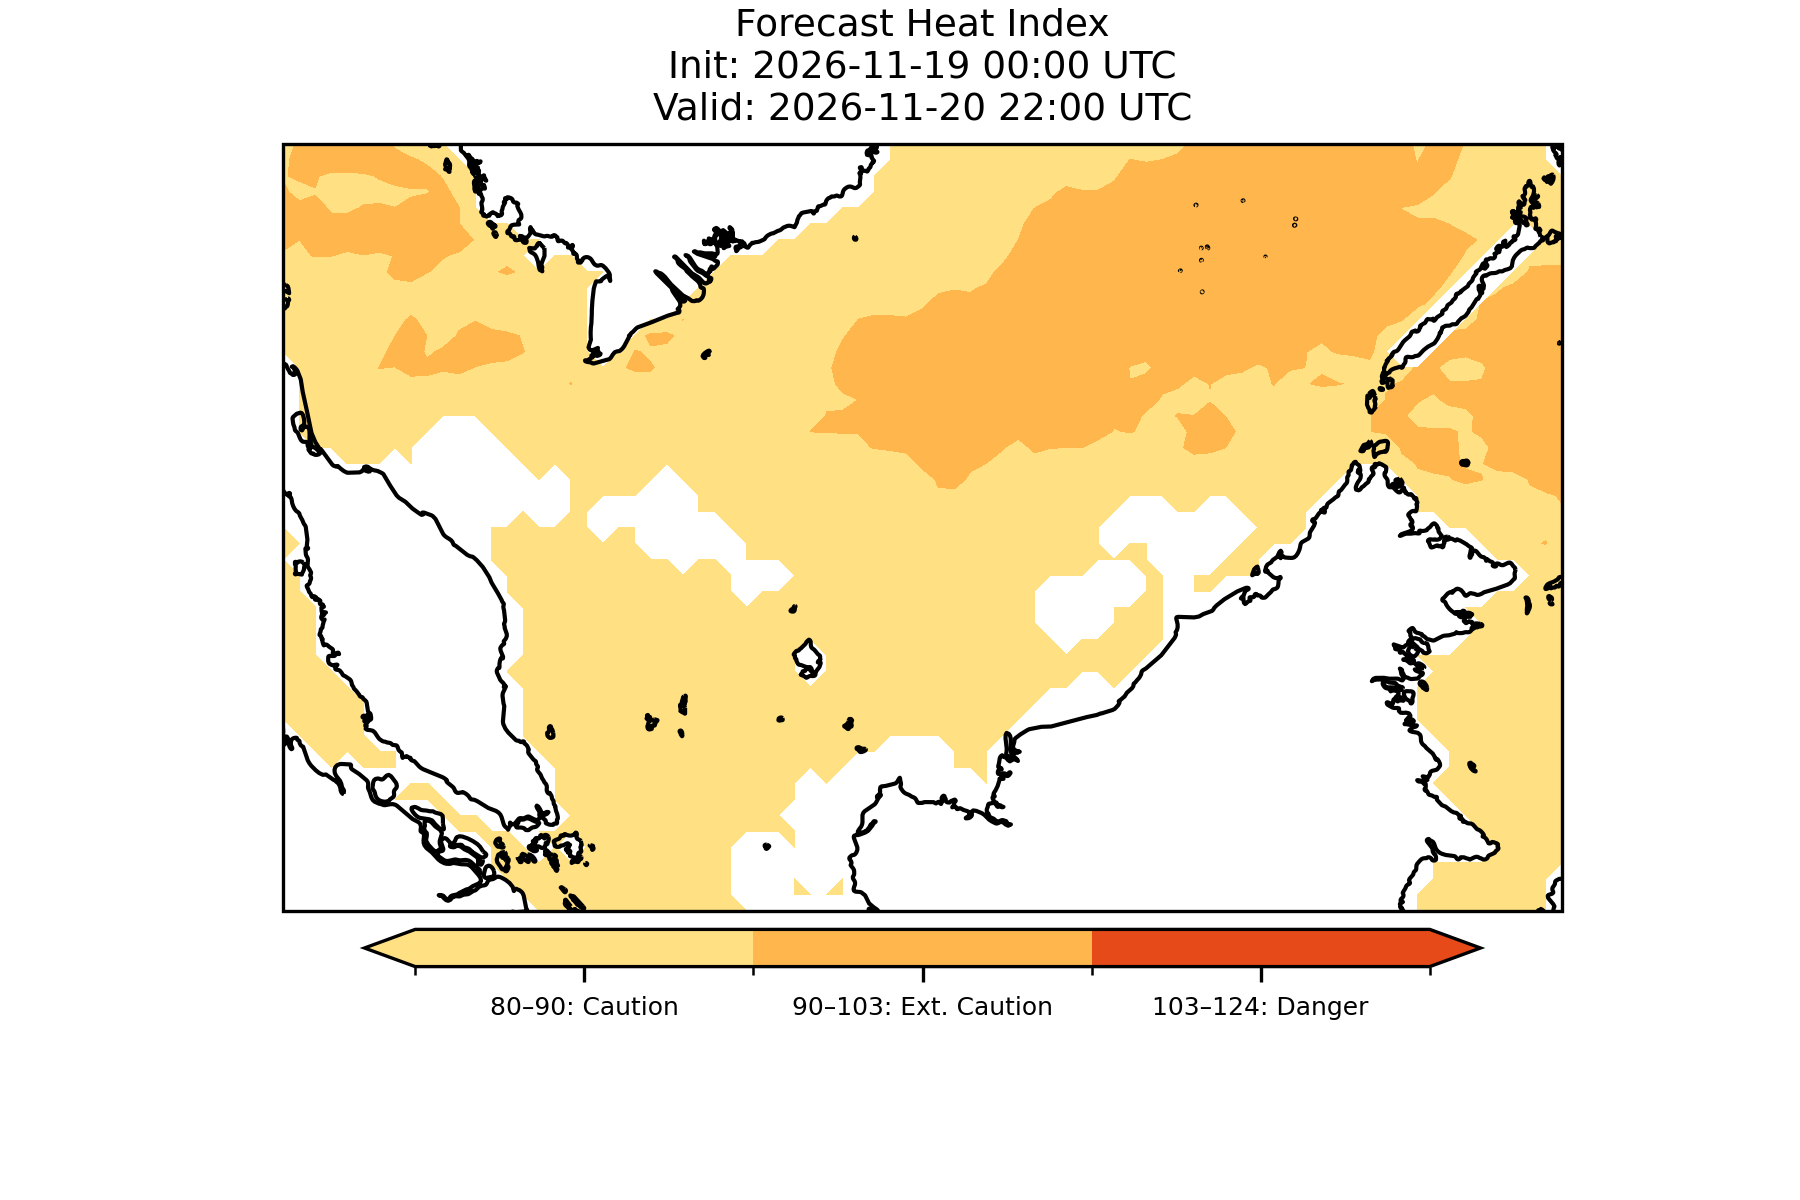 Forecast Heat Index
Init: 2026-11-19 00:00 UTC
Valid: 2026-11-20 22:00 UTC
80–90: Caution
90–103: Ext. Caution
103–124: Danger